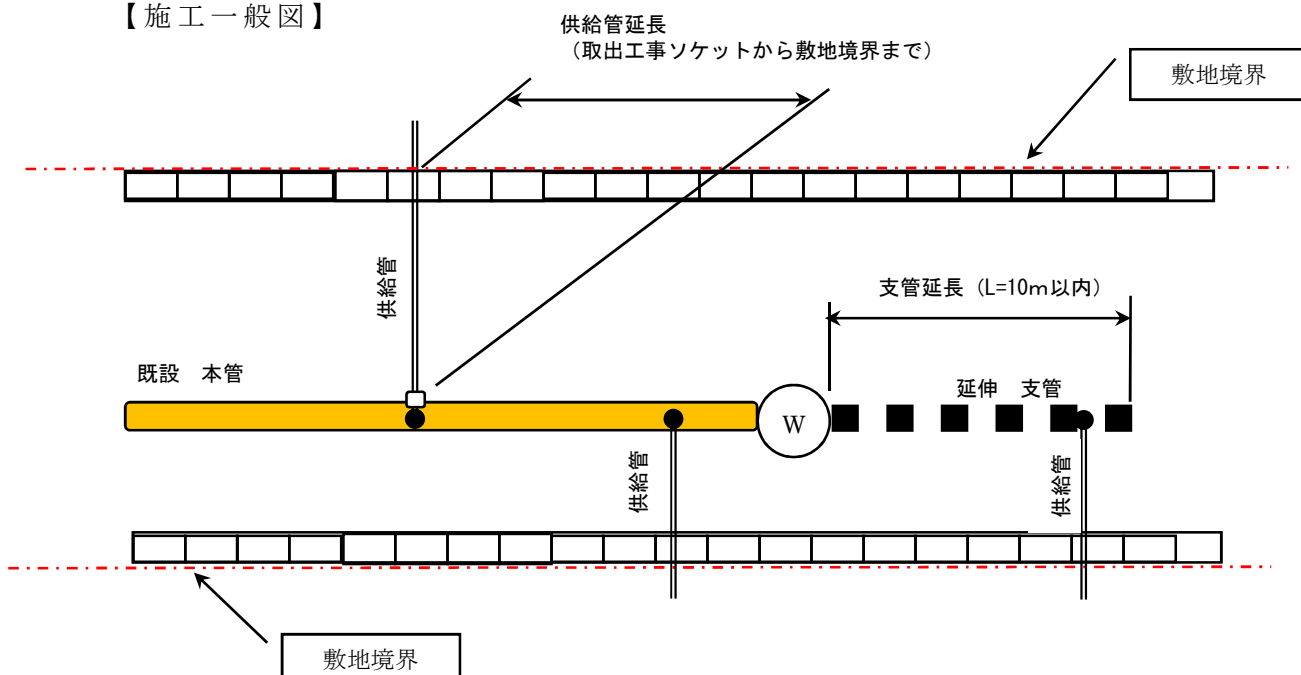 【施工一般図】
供給管延長
（取出工事ソケットから敷地境界まで）
敷地境界
供給管
支管延長（L=10m以内）
既設 本管
延伸 支管
W
供給管
供給管
敷地境界